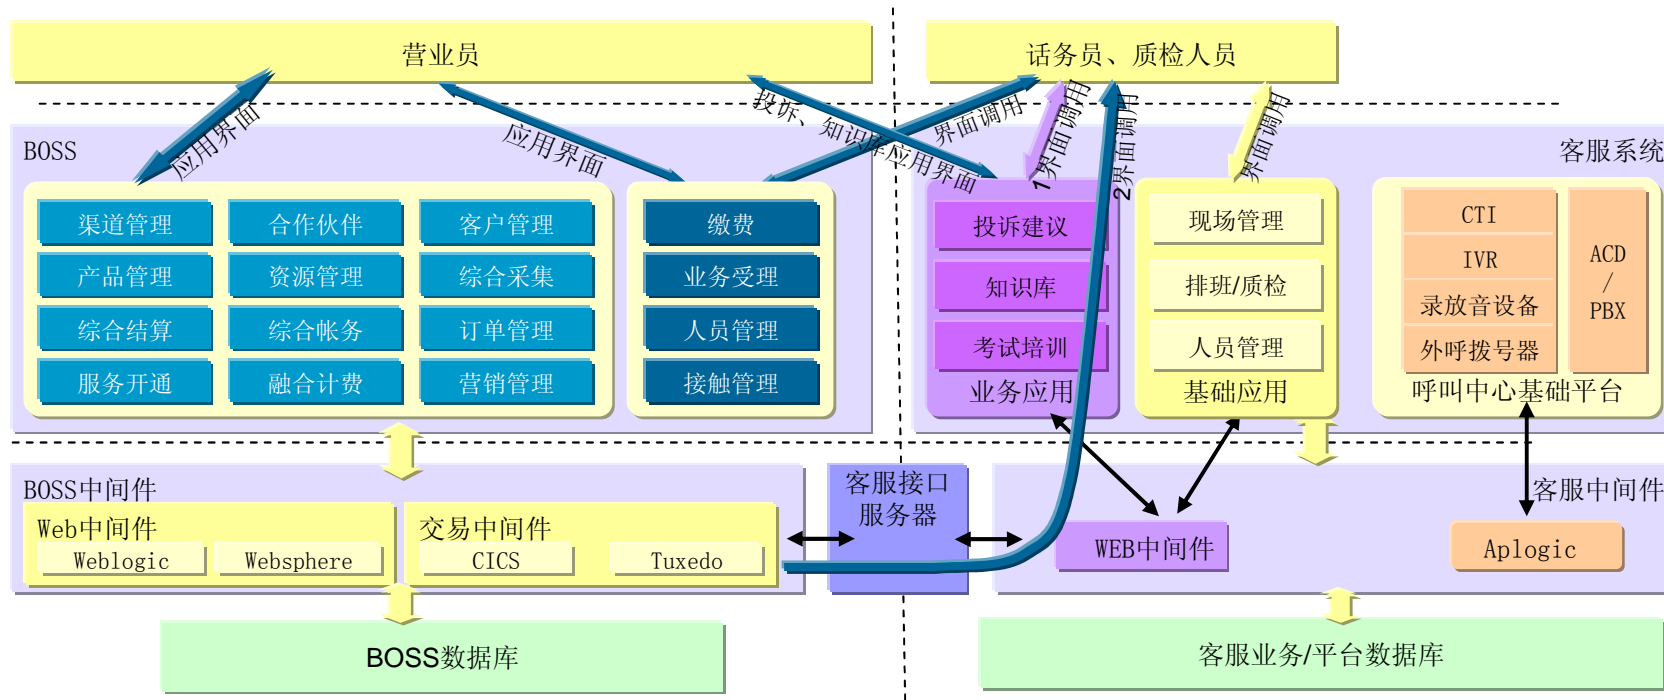 营业员
话务员、质检人员
应用界面
应用界面
投诉、知识库应用界面
界面调用
1界面调用
2界面调用
界面调用
BOSS
渠道管理
合作伙伴
客户管理
产品管理
资源管理
综合采集
综合结算
综合帐务
订单管理
服务开通
融合计费
营销管理
缴费
业务受理
人员管理
接触管理
客服系统
投诉建议
知识库
考试培训
业务应用
现场管理
排班/质检
人员管理
基础应用
CTI
IVR
录放音设备
外呼拨号器
ACD
/
PBX
呼叫中心基础平台
BOSS中间件
Web中间件
Weblogic
Websphere
交易中间件
CICS
Tuxedo
客服接口
服务器
客服中间件
WEB中间件
Aplogic
BOSS数据库
客服业务/平台数据库